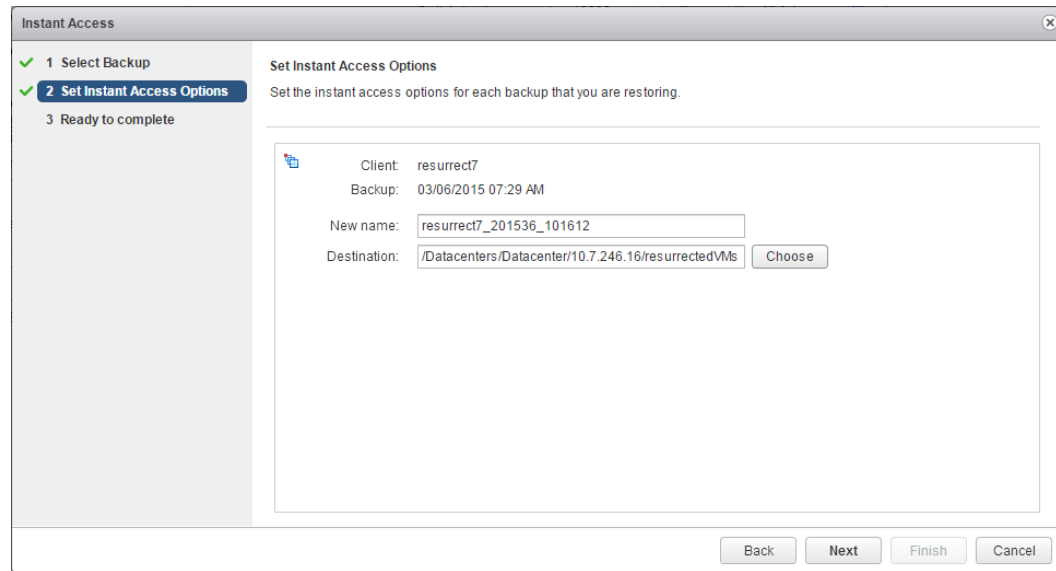 Instant Access
1 Select Backup
2 Set Instant Access Options
3 Ready to complete
Set Instant Access Options
Set the instant access options for each backup that you are restoring.
Client: resurrect7
Backup: 03/06/2015 07:29 AM
New name: resurrect7_201536_101612
Destination: /Datacenters/Datacenter/10.7.246.16/resurrectedVMs Choose
Back Next Finish Cancel